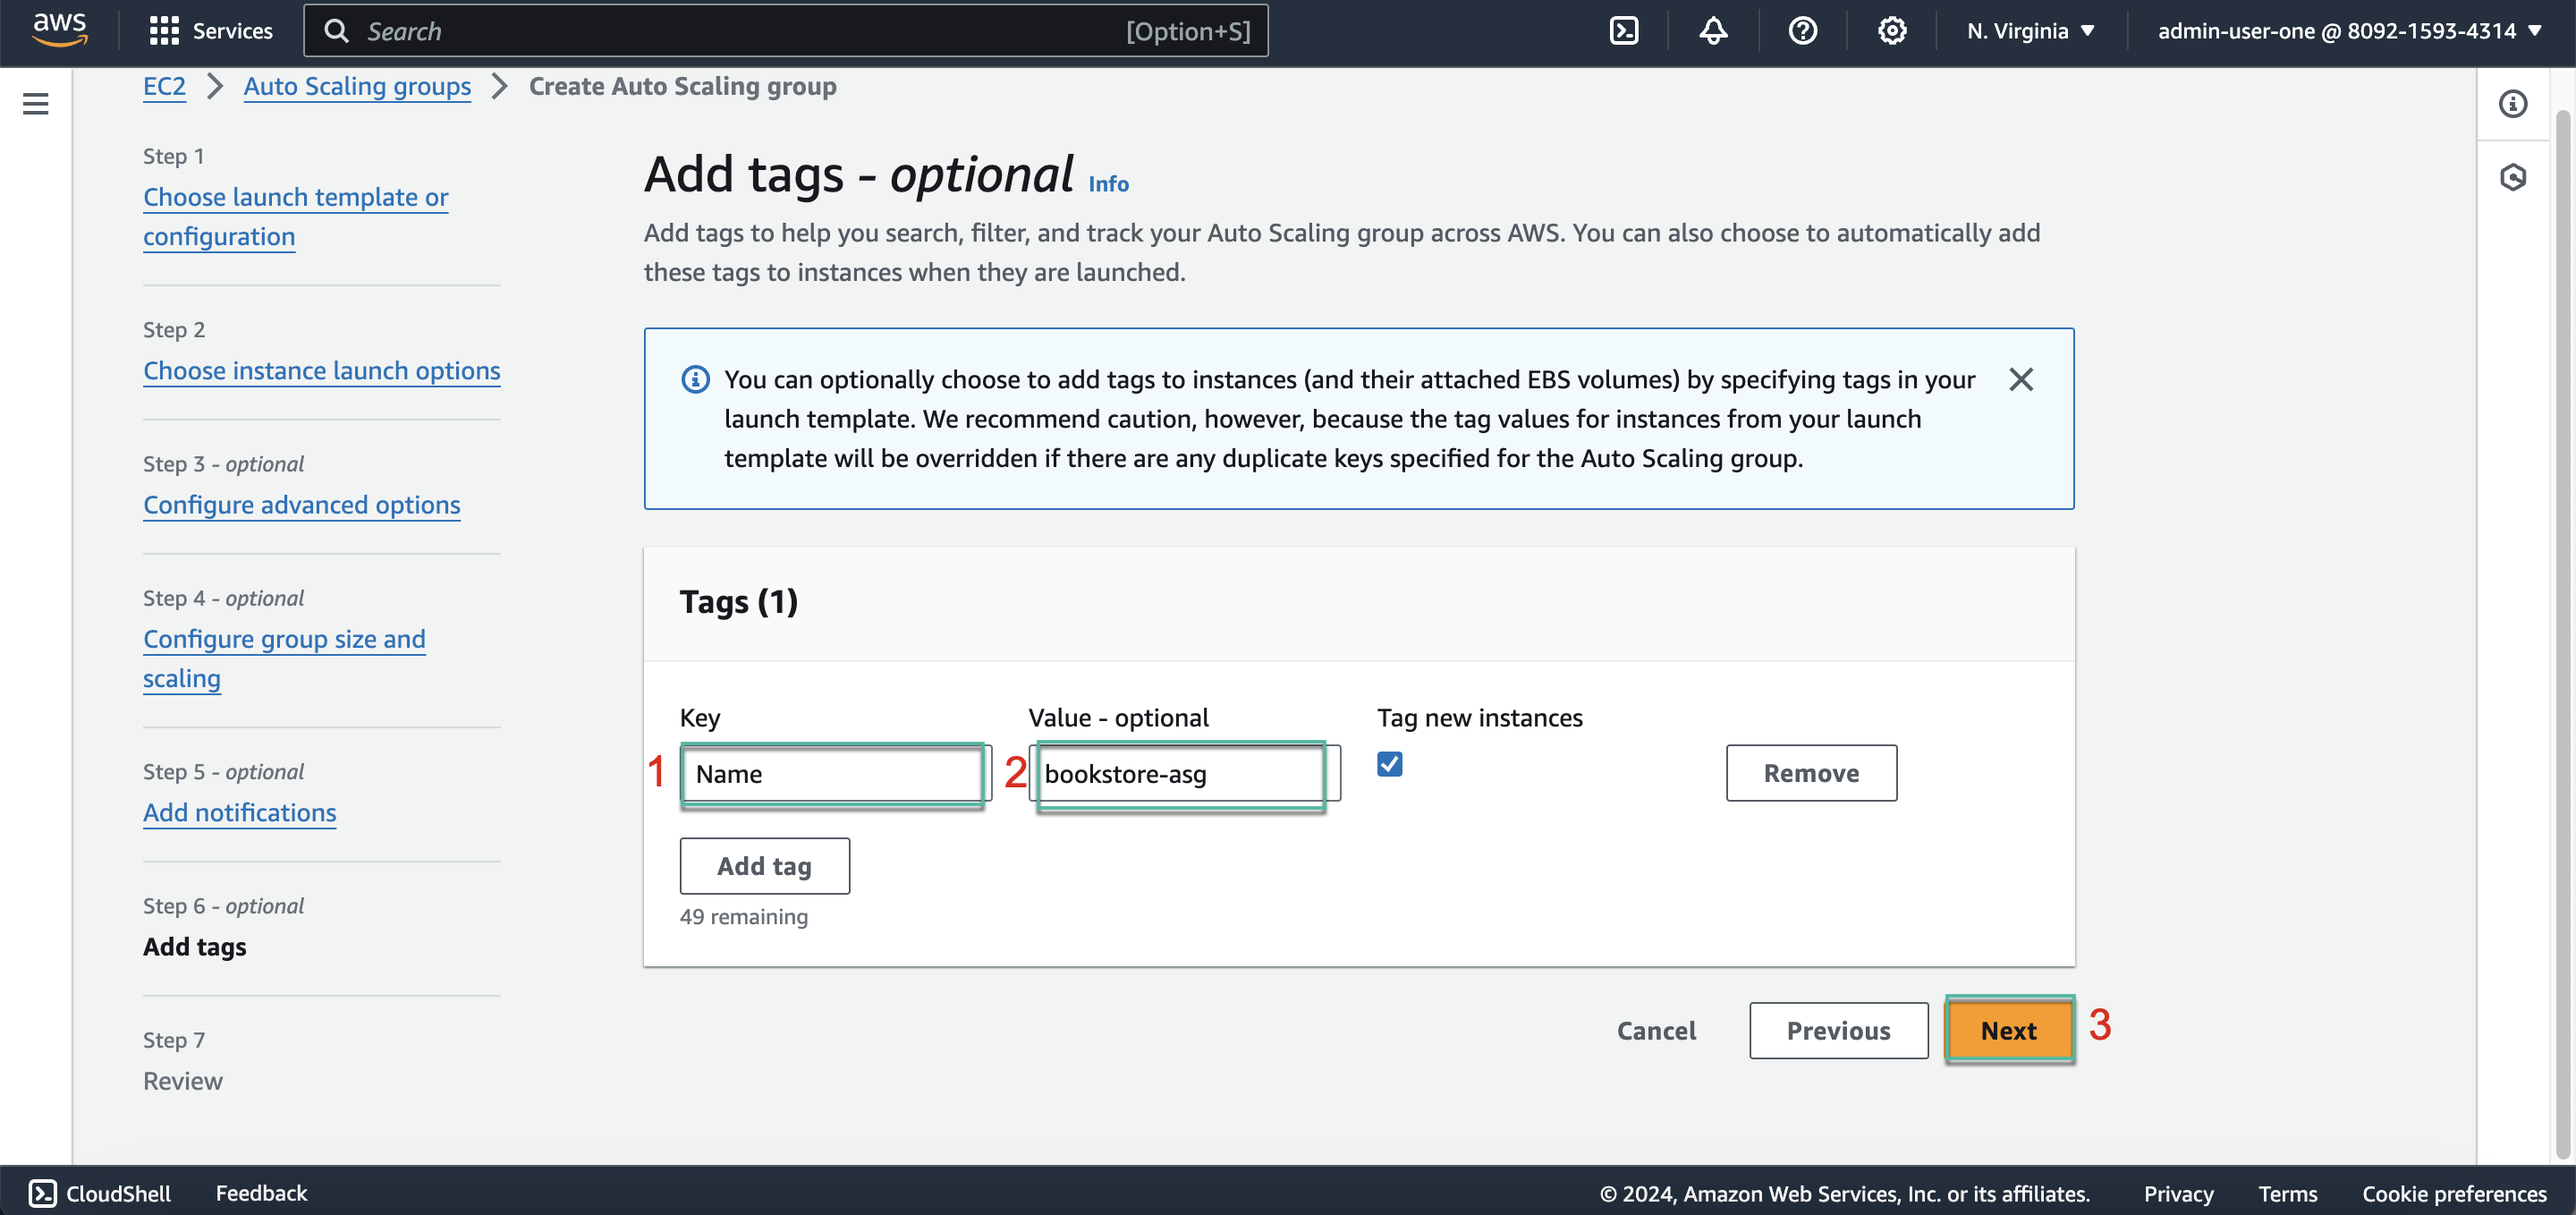 aws
Services
Search
[Option+S]
N. Virginia
admin-user-one @ 8092-1593-4314
EC2
Auto Scaling groups
Create Auto Scaling group
Step 1
Choose launch template or
configuration
Step 2
Choose instance launch options
Step 3 - optional
Configure advanced options
Step 4 - optional
Configure group size and
scaling
Step 5 - optional
Add notifications
Step 6 - optional
Add tags
Step 7
Review
Add tags - optional Info
Add tags to help you search, filter, and track your Auto Scaling group across AWS. You can also choose to automatically add
these tags to instances when they are launched.
You can optionally choose to add tags to instances (and their attached EBS volumes) by specifying tags in your
launch template. We recommend caution, however, because the tag values for instances from your launch
template will be overridden if there are any duplicate keys specified for the Auto Scaling group.
Tags (1)
Key
Value - optional
Tag new instances
1
Name
2
bookstore-asg
Remove
Add tag
49 remaining
Cancel
Previous
Next
3
CloudShell
Feedback
© 2024, Amazon Web Services, Inc. or its affiliates.
Privacy
Terms
Cookie preferences